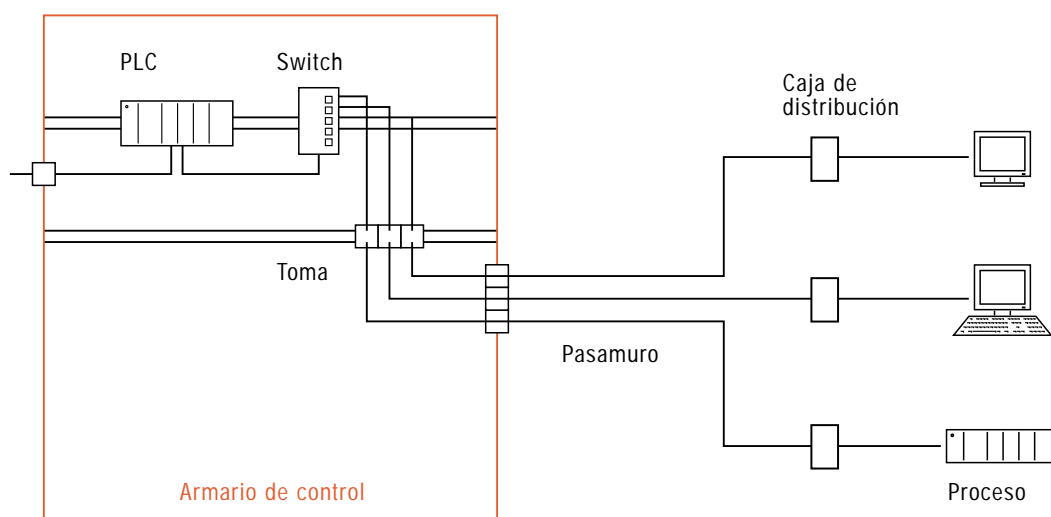 PLC
Switch
Caja de
distribución
Toma
Pasamuro
Armario de control
Proceso